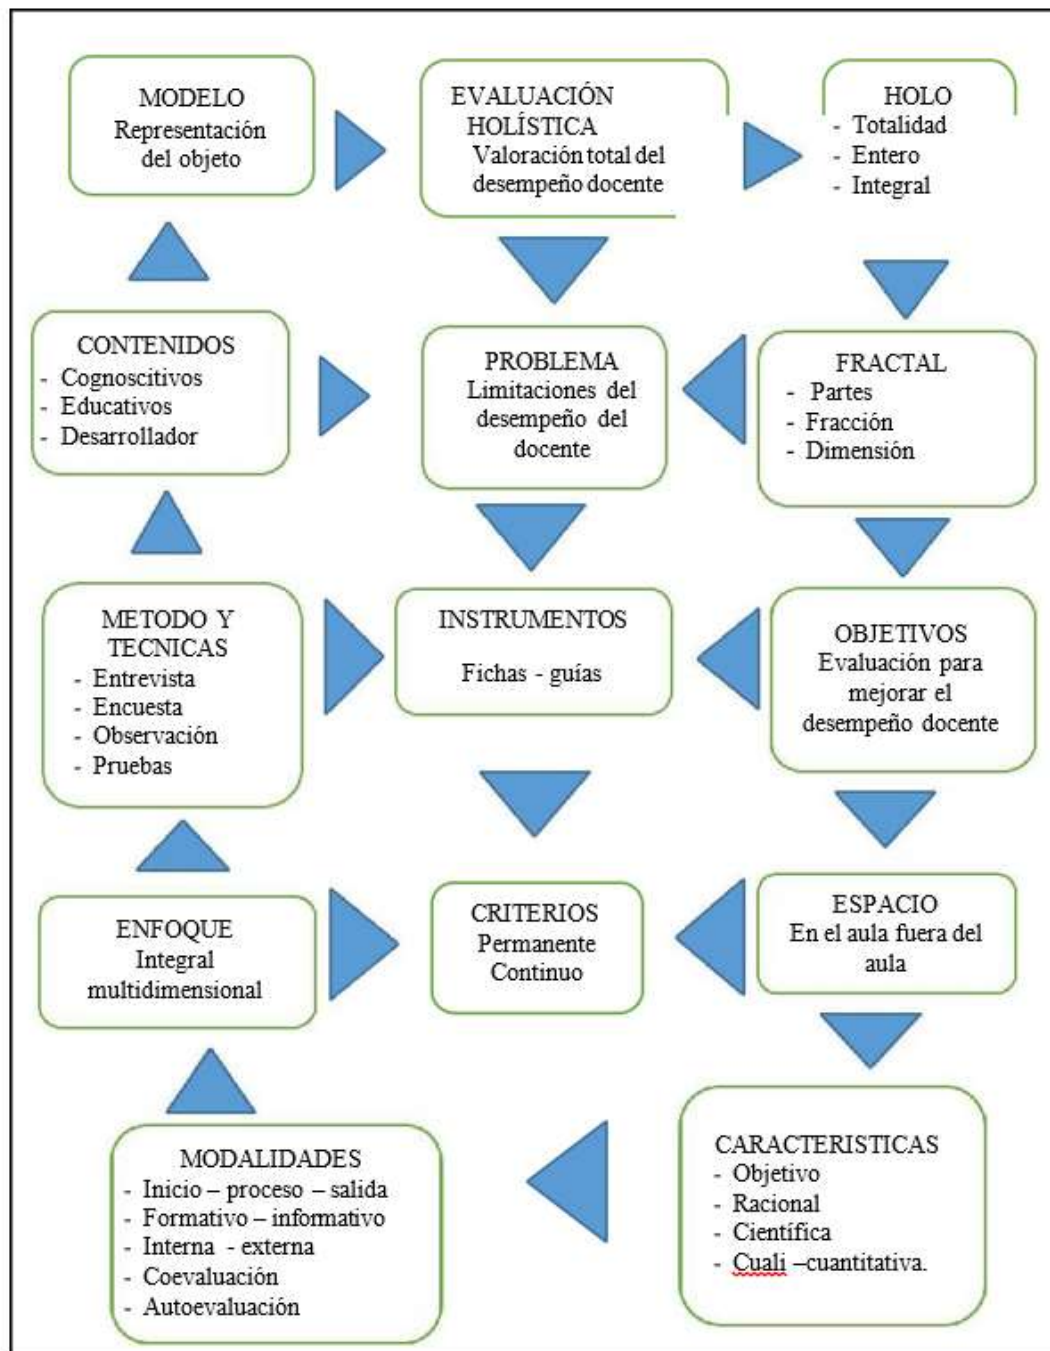 MODELO
Representación
del objeto
EVALUACIÓN
HOLÍSTICA
Valoración total del
desempeño docente
HOLO
- Totalidad
- Entero
- Integral
CONTENIDOS
- Cognoscitivos
- Educativos
- Desarrollador
PROBLEMA
Limitaciones del
desempeño del
docente
FRACTAL
- Partes
- Fracción
- Dimensión
METODO Y
TECNICAS
- Entrevista
- Encuesta
- Observación
- Pruebas
INSTRUMENTOS
Fichas - guías
OBJETIVOS
Evaluación para
mejorar el
desempeño docente
ENFOQUE
Integral
multidimensional
CRITERIOS
Permanente
Continuo
ESPACIO
En el aula fuera del
aula
MODALIDADES
- Inicio – proceso – salida
- Formativo – informativo
- Interna - externa
- Coevaluación
- Autoevaluación
CARACTERISTICAS
- Objetivo
- Racional
- Científica
- Cuali –cuantitativa.